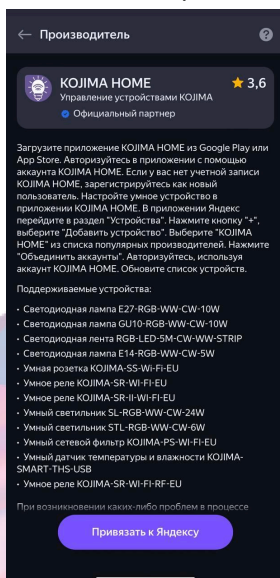 ← Производитель ?
KOJIMA HOME ★ 3,6
Управление устройствами KOJIMA
Официальный партнер
Загрузите приложение KOJIMA HOME из Google Play или
App Store. Авторизуйтесь в приложении с помощью
аккаунта KOJIMA HOME. Если у вас нет учетной записи
KOJIMA HOME, зарегистрируйтесь как новый
пользователь. Настройте умное устройство в
приложении KOJIMA HOME. В приложении Яндекс
перейдите в раздел "Устройства". Нажмите кнопку "+",
выберите "Добавить устройство". Выберите "KOJIMA
HOME" из списка популярных производителей. Нажмите
"Объединить аккаунты". Авторизуйтесь, используя
аккаунт KOJIMA HOME. Обновите список устройств.
Поддерживаемые устройства:
• Светодиодная лампа E27-RGB-WW-CW-10W
• Светодиодная лампа GU10-RGB-WW-CW-10W
• Светодиодная лента RGB-LED-5M-CW-WW-STRIP
• Светодиодная лампа E14-RGB-WW-CW-5W
• Умная розетка KOJIMA-SS-Wi-Fi-EU
• Умное реле KOJIMA-SR-WI-FI-EU
• Умное реле KOJIMA-SR-II-WI-FI-EU
• Умный светильник SL-RGB-WW-CW-24W
• Умный светильник STL-RGB-WW-CW-6W
• Умный сетевой фильтр KOJIMA-PS-WI-FI-EU
• Умный датчик температуры и влажности KOJIMA-
SMART-THS-USB
• Умное реле KOJIMA-SR-WI-FI-RF-EU
При возникновении каких-либо проблем в процессе
Привязать к Яндексу